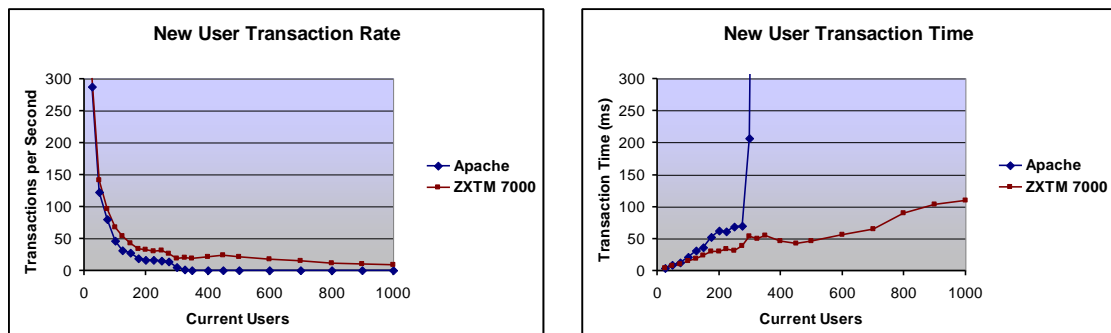 New User Transaction Rate
Transactions per Second
300
250
200
150
100
50
0
0 200 400 600 800 1000
Current Users
Apache
ZXTM 7000
New User Transaction Time
Transaction Time (ms)
300
250
200
150
100
50
0
0 200 400 600 800 1000
Current Users
Apache
ZXTM 7000